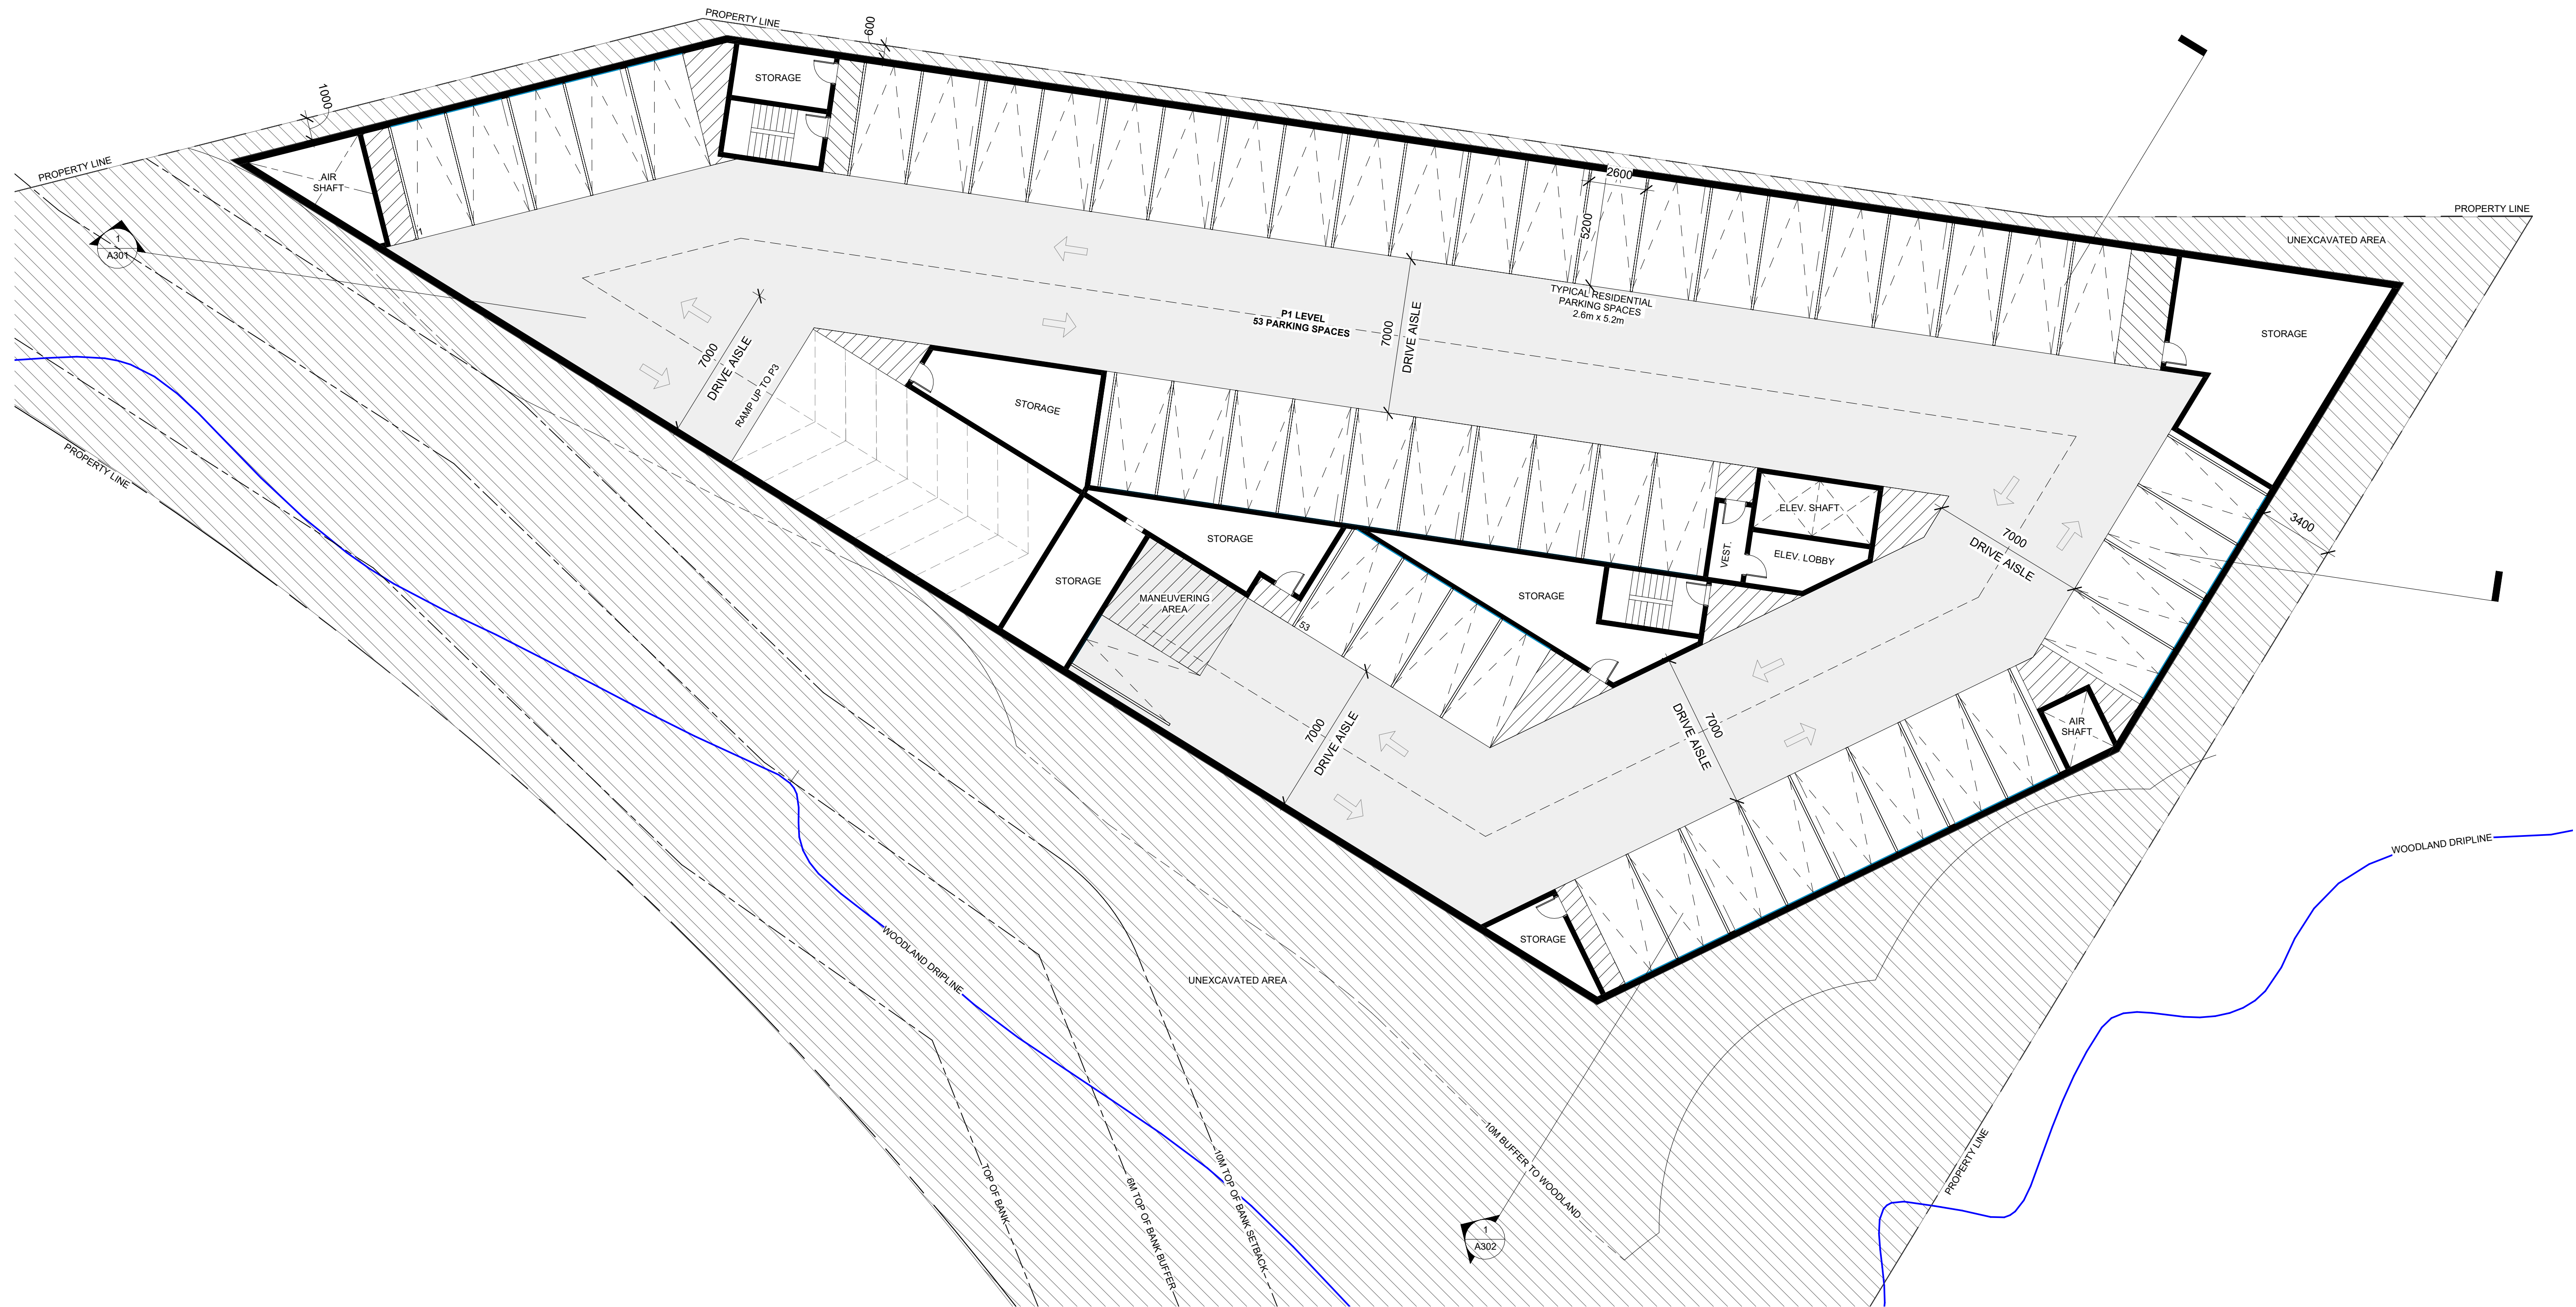 PROPERTY LINE
600
STORAGE
1000
PROPERTY LINE
AIR
SHAFT
1
1
A301
2600
5200
PROPERTY LINE
UNEXCAVATED AREA
TYPICAL RESIDENTIAL
PARKING SPACES
2.6m x 5.2m
P1 LEVEL
53 PARKING SPACES
7000
DRIVE AISLE
7000
DRIVE AISLE
RAMP UP TO P3
STORAGE
STORAGE
PROPERTY LINE
ELEV. SHAFT
VEST.
ELEV. LOBBY
7000
DRIVE AISLE
3400
STORAGE
STORAGE
MANEUVERING
AREA
STORAGE
53
7000
DRIVE AISLE
7000
DRIVE AISLE
AIR
SHAFT
WOODLAND DRIPLINE
STORAGE
WOODLAND DRIPLINE
UNEXCAVATED AREA
10M BUFFER TO WOODLAND
PROPERTY LINE
TOP OF BANK
6M TOP OF BANK BUFFER
10M TOP OF BANK SETBACK
1
A302